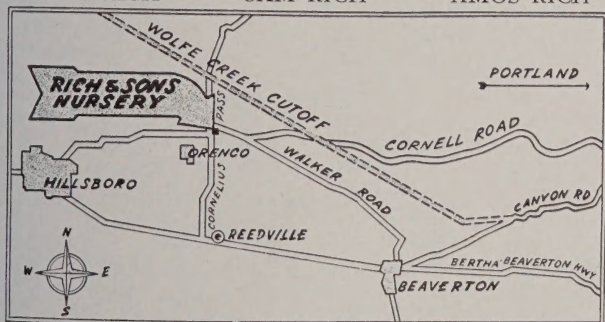 SAM RICH
AMOS RICH
WOLFE CREEK CUTOFF
PORTLAND
RICH & SONS
NURSERY
PASS
CORNELL ROAD
ORENCO
WALKER ROAD
HILLSBORO
CORNELIUS
CANYON RD
REEDVILLE
N
W E
S
BERTHA-BEAVERTON HWY
BEAVERTON